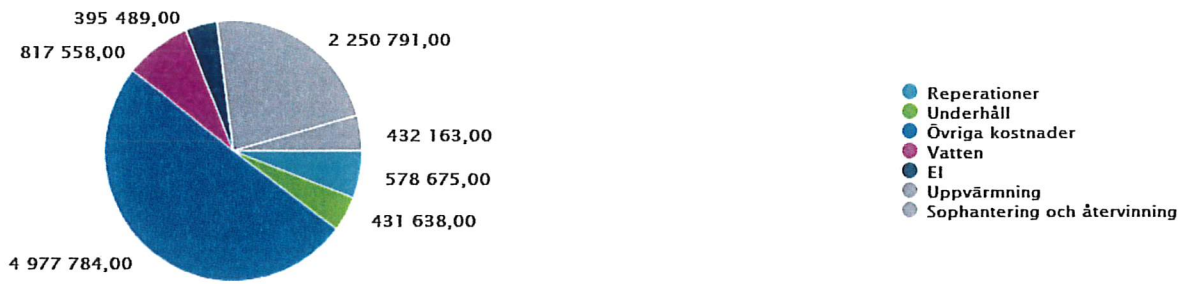 395 489,00
2 250 791,00
817 558,00
432 163,00
578 675,00
431 638,00
4 977 784,00
Reperationer
Underhåll
Övriga kostnader
Vatten
El
Uppvärmning
Sophantering och återvinning